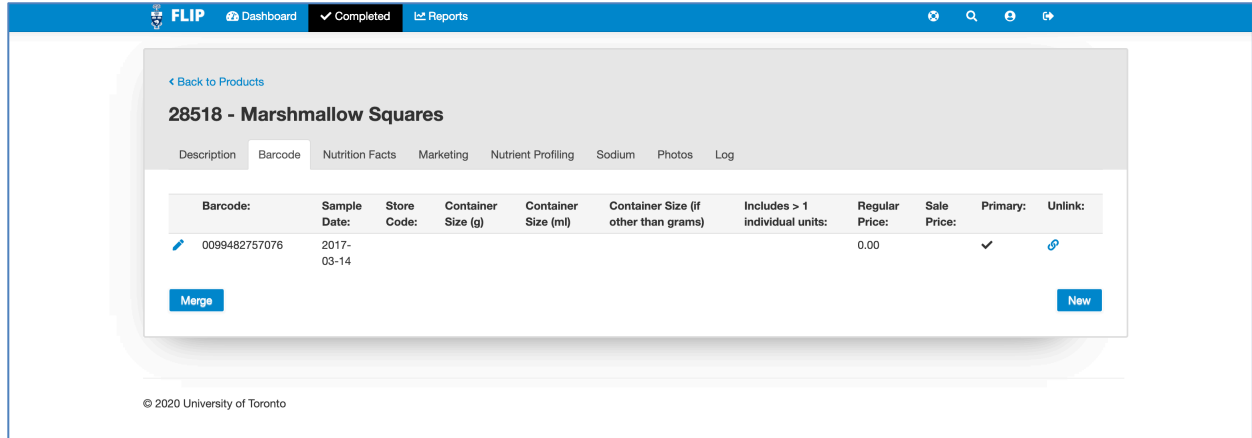 FLIP Dashboard Completed Reports
Back to Products
28518 - Marshmallow Squares
Description Barcode Nutrition Facts Marketing Nutrient Profiling Sodium Photos Log
Barcode: Sample Store Container Container Container Size (if Includes > 1 Regular Sale Primary: Unlink:
Date: Code: Size (g) Size (ml) other than grams) individual units: Price: Price:
0099482757076 2017- 0.00
03-14
Merge New
© 2020 University of Toronto